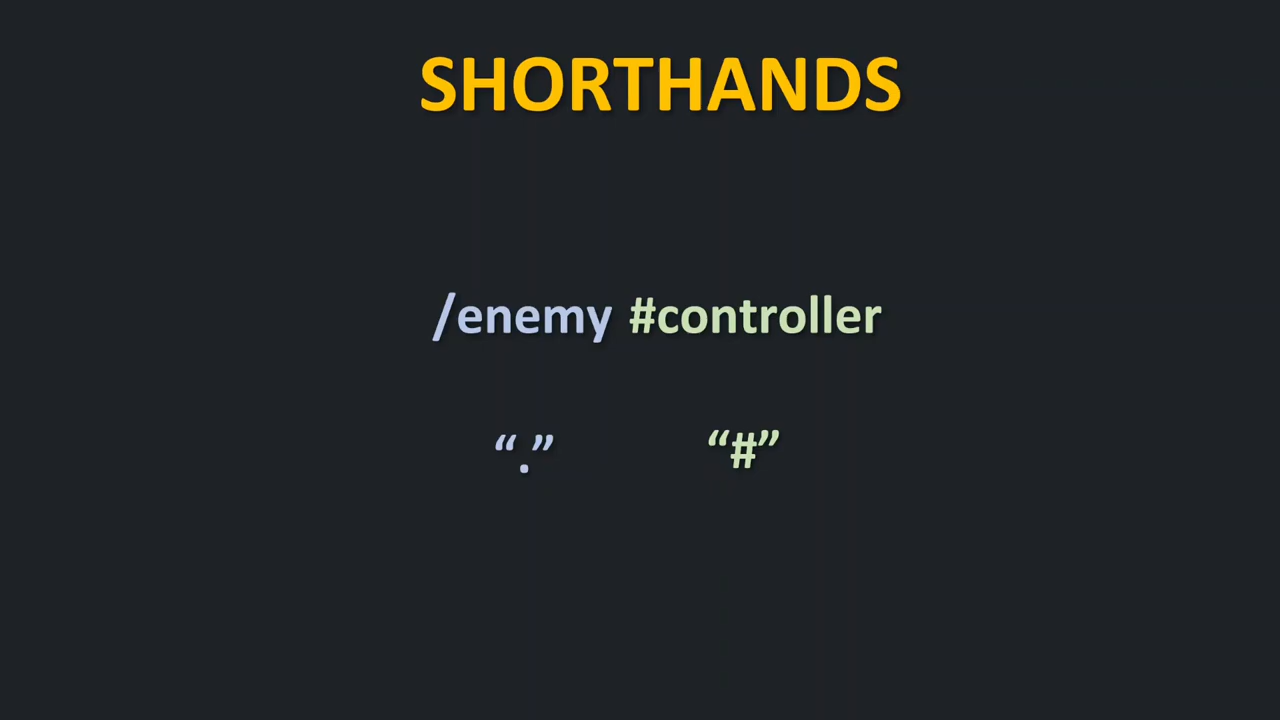 SHORTHANDS
/enemy #controller
“.” “#”